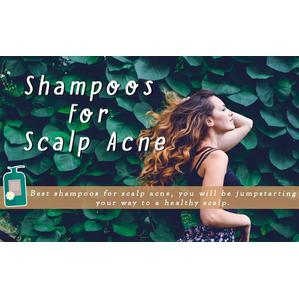 Shampoos
For
Scalp Acne
Best shampoos for scalp acne, you will be jumpstarting
your way to a healthy scalp.